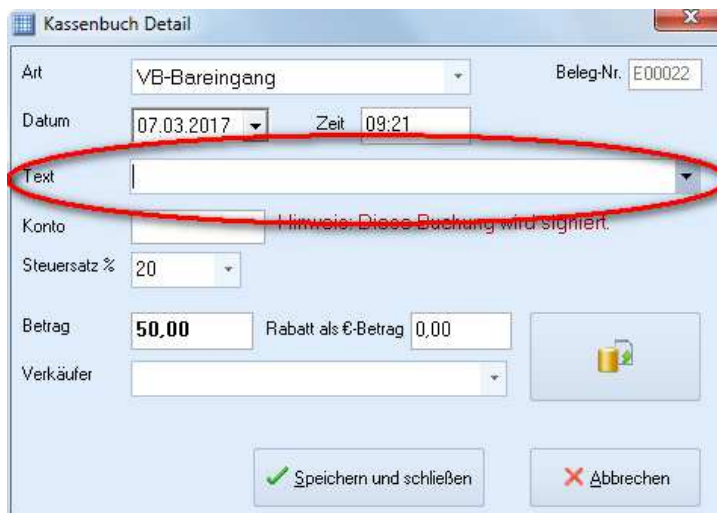 Kassenbuch Detail
Art VB-Bareingang Beleg-Nr. E00022
Datum 07.03.2017 Zeit 09:21
Text
Konto Hinweis: Diese Buchung wird signiert.
Steuersatz % 20
Betrag 50,00 Rabatt als €-Betrag 0,00
Verkäufer
Speichern und schließen Abbrechen